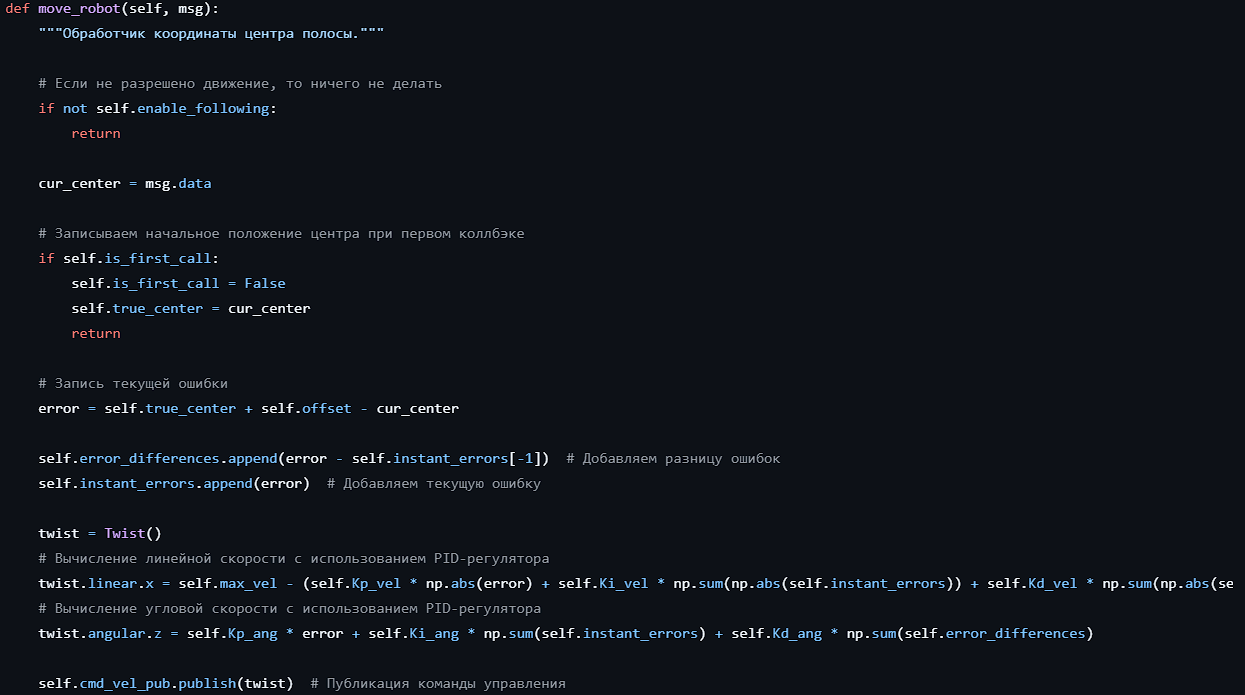 def move_robot(self, msg):
    """Обработчик координаты центра полосы."""
    # Если не разрешено движение, то ничего не делать
    if not self.enable_following:
        return
    cur_center = msg.data
    # Записываем начальное положение центра при первом коллбэке
    if self.is_first_call:
        self.is_first_call = False
        self.true_center = cur_center
        return
    # Запись текущей ошибки
    error = self.true_center + self.offset - cur_center
    self.error_differences.append(error - self.instant_errors[-1])  # Добавляем разницу ошибок
    self.instant_errors.append(error)  # Добавляем текущую ошибку
    twist = Twist()
    # Вычисление линейной скорости с использованием PID-регулятора
    twist.linear.x = self.max_vel - (self.Kp_vel * np.abs(error) + self.Ki_vel * np.sum(np.abs(self.instant_errors)) + self.Kd_vel * np.sum(np.abs(se
    # Вычисление угловой скорости с использованием PID-регулятора
    twist.angular.z = self.Kp_ang * error + self.Ki_ang * np.sum(self.instant_errors) + self.Kd_ang * np.sum(self.error_differences)
    self.cmd_vel_pub.publish(twist)  # Публикация команды управления